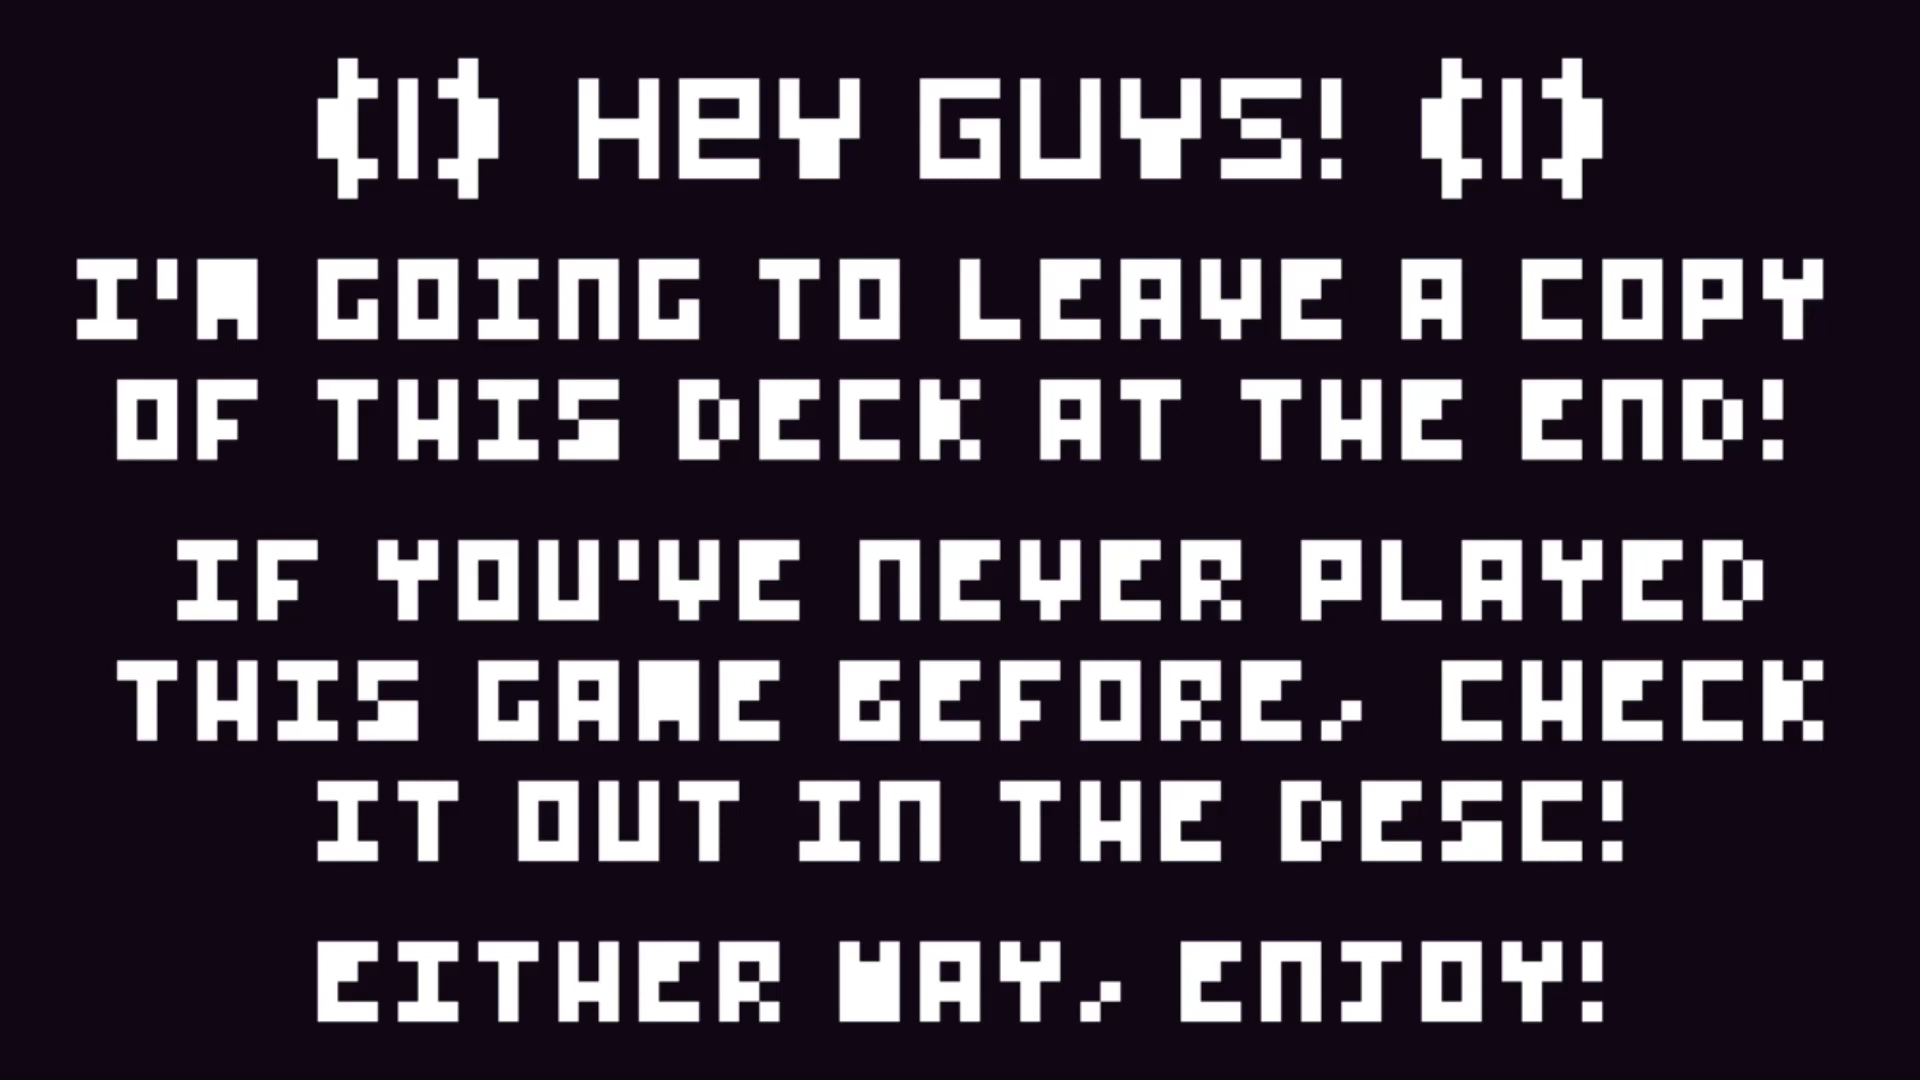 (|) HEY GUYS! (|)
I'M GOING TO LEAVE A COPY
OF THIS DECK AT THE END!
IF YOU'VE NEVER PLAYED
THIS GAME BEFORE, CHECK
IT OUT IN THE DESC!
EITHER WAY, ENJOY!